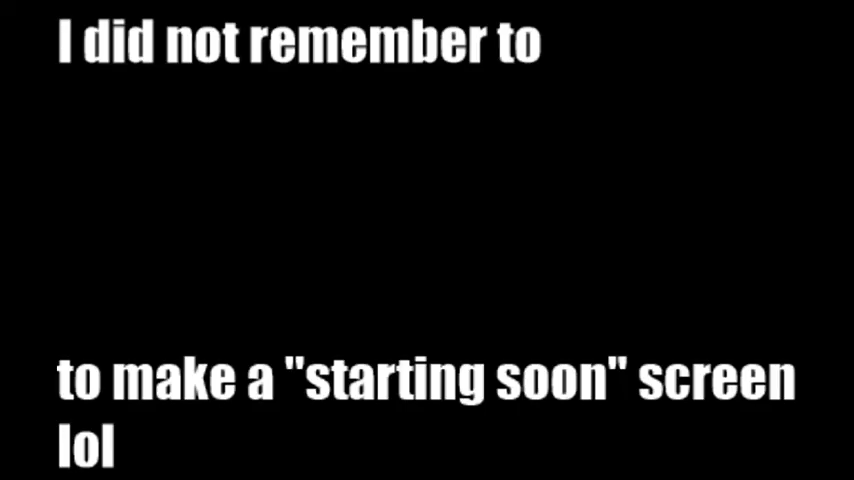 I did not remember to
to make a "starting soon" screen
lol